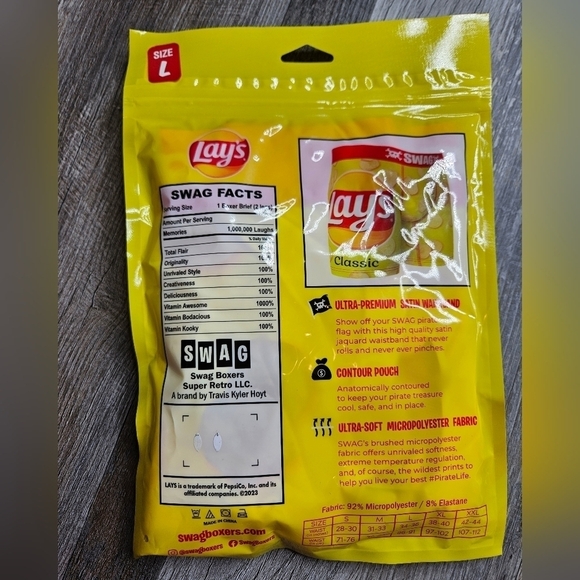 SIZE
L
Lay's
SWAG FACTS
Serving Size 1 Boxer Brief
Amount Per Serving
Memories 1,000,000 Laughs
Total Flair
Originality
Unrivaled Style 100%
Creativeness 100%
Deliciousness 100%
Vitamin Awesome 1000%
Vitamin Bodacious 100%
Vitamin Kooky 100%
SWAG
Swag Boxers
Super Retro LLC.
A brand by Travis Kyler Hoyt
LAYS is a trademark of PepsiCo, Inc. and its
affiliated companies. ©2023
MADE IN CHINA
swagboxers.com
@swagboxers SwagBoxers
SWAG
Lay's
Classic
ULTRA-PREMIUM SATIN WAISTBAND
Show off your SWAG pirate
flag with this high quality satin
jaquard waistband that never
rolls and never ever pinches.
CONTOUR POUCH
Anatomically contoured
to keep your pirate treasure
cool, safe, and in place.
ULTRA-SOFT MICROPOLYESTER FABRIC
SWAG's brushed micropolyester
fabric offers unrivaled softness,
extreme temperature regulation,
and, of course, the wildest prints to
help you live your best #PirateLife.
Fabric: 92% Micropolyester / 8% Elastane
SIZE S M L XL XXL
WAIST 28-30 31-33 38-40 42-44
WAIST 71-76 97-102 107-112